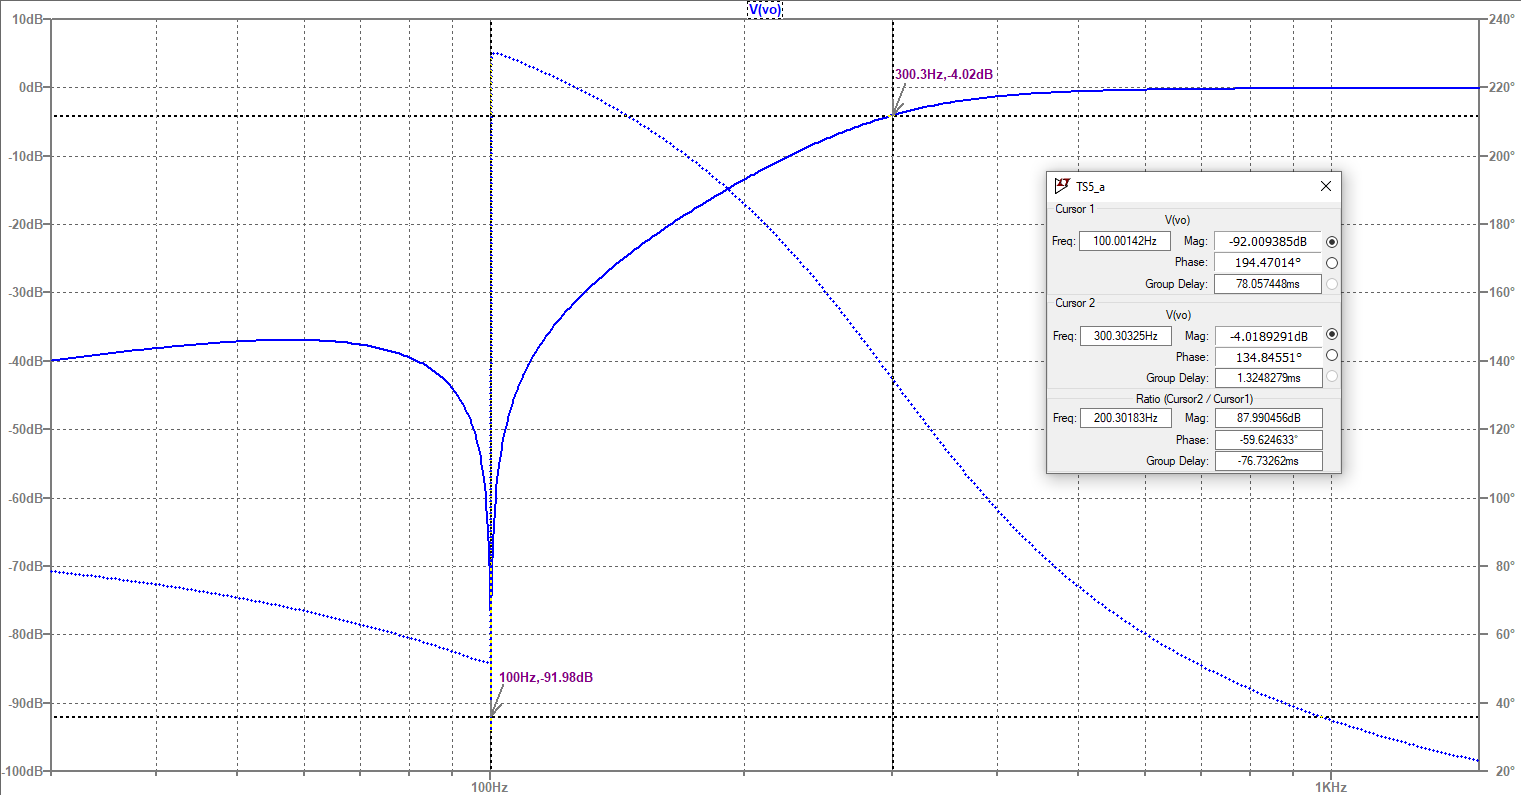 V(vo)
10dB
0dB
-10dB
-20dB
-30dB
-40dB
-50dB
-60dB
-70dB
-80dB
-90dB
-100dB
240°
220°
200°
180°
160°
140°
120°
100°
80°
60°
40°
20°
100Hz
1KHz
300.3Hz,-4.02dB
100Hz,-91.98dB
TS5_a
Cursor 1
V(vo)
Freq: 100.00142Hz Mag: -92.009385dB
Phase: 194.47014°
Group Delay: 78.057448ms
Cursor 2
V(vo)
Freq: 300.30325Hz Mag: -4.0189291dB
Phase: 134.84551°
Group Delay: 1.3248279ms
Ratio (Cursor2 / Cursor1)
Freq: 200.30183Hz Mag: 87.990456dB
Phase: -59.624633°
Group Delay: -76.73262ms